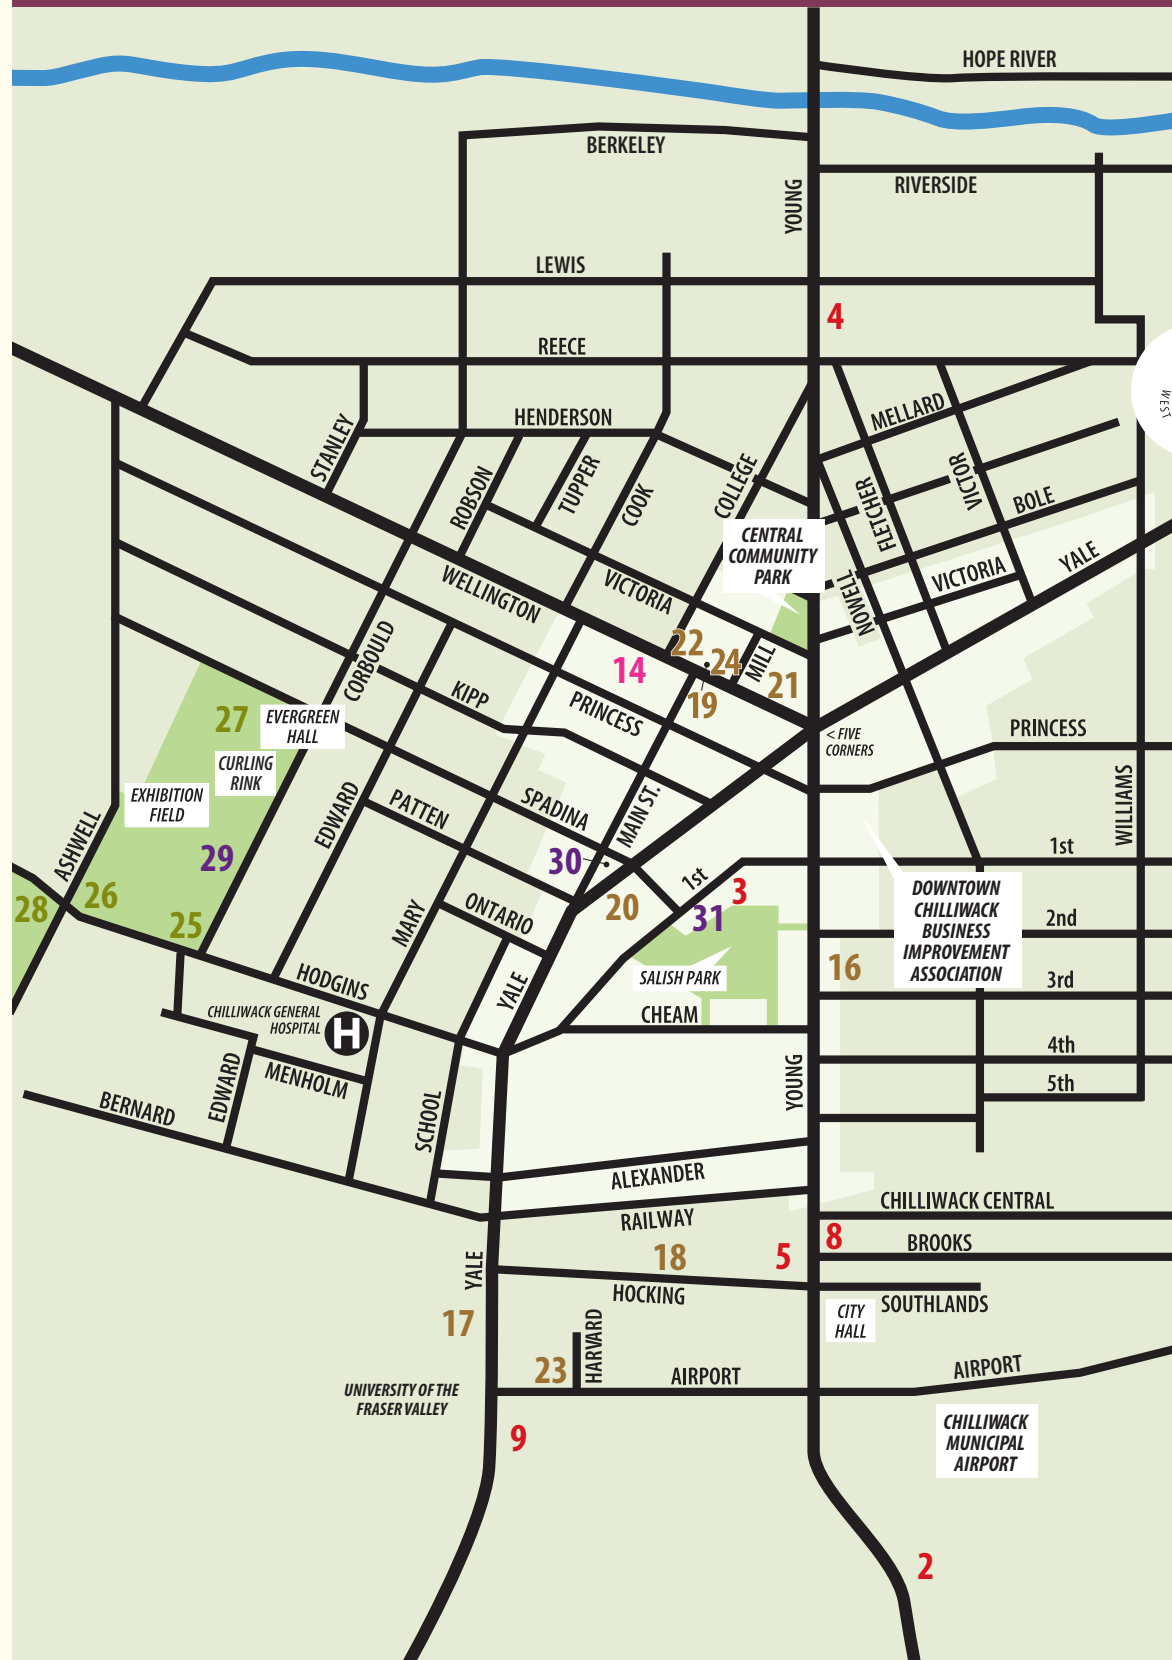 HOPE RIVER
BERKELEY
RIVERSIDE
YOUNG
LEWIS
4
REECE
WEST
MELLARD
HENDERSON
STANLEY
ROBSON
TUPPER
COOK
COLLEGE
FLETCHER
VICTOR
BOLE
CENTRAL
COMMUNITY
PARK
YALE
VICTORIA
NOWELL
WELLINGTON
VICTORIA
22
24
MILL
21
14
19
CORBOULD
KIPP
PRINCESS
27
EVERGREEN
HALL
CURLING
RINK
< FIVE
CORNERS
PRINCESS
EXHIBITION
FIELD
EDWARD
PATTEN
SPADINA
MAIN ST.
WILLIAMS
ASHWELL
29
30
1st
1st
3
28
26
25
20
31
MARY
ONTARIO
DOWNTOWN
CHILLIWACK
BUSINESS
IMPROVEMENT
ASSOCIATION
2nd
16
HODGINS
YALE
SALISH PARK
3rd
CHILLIWACK GENERAL
HOSPITAL
H
CHEAM
4th
EDWARD
MENHOLM
YOUNG
5th
BERNARD
SCHOOL
ALEXANDER
RAILWAY
CHILLIWACK CENTRAL
8
BROOKS
YALE
18
5
HOCKING
SOUTHLANDS
17
CITY
HALL
HARVARD
23
AIRPORT
AIRPORT
UNIVERSITY OF THE
FRASER VALLEY
9
CHILLIWACK
MUNICIPAL
AIRPORT
2